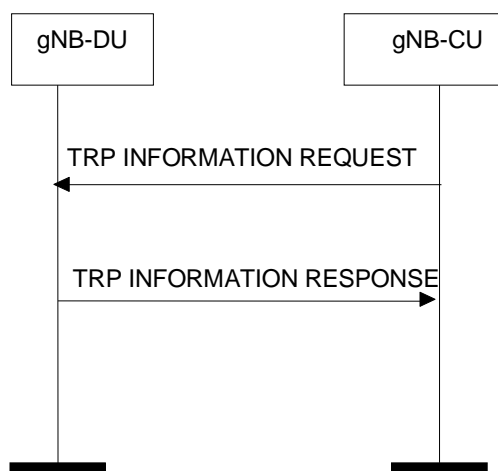 gNB-DU
gNB-CU
TRP INFORMATION REQUEST
TRP INFORMATION RESPONSE